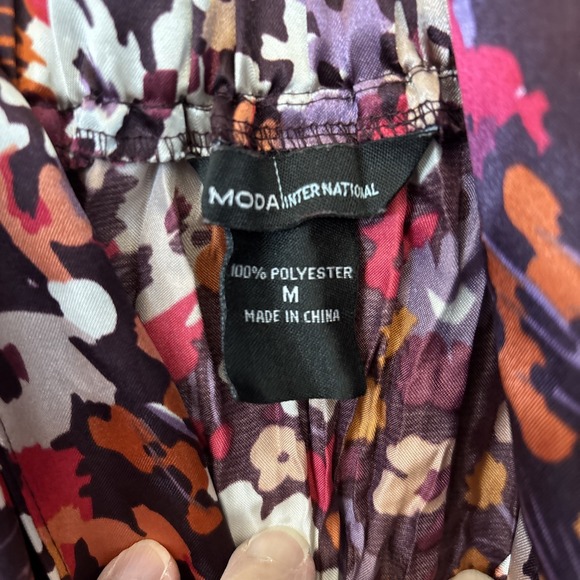 MODA INTERNATIONAL
100% POLYESTER
M
MADE IN CHINA